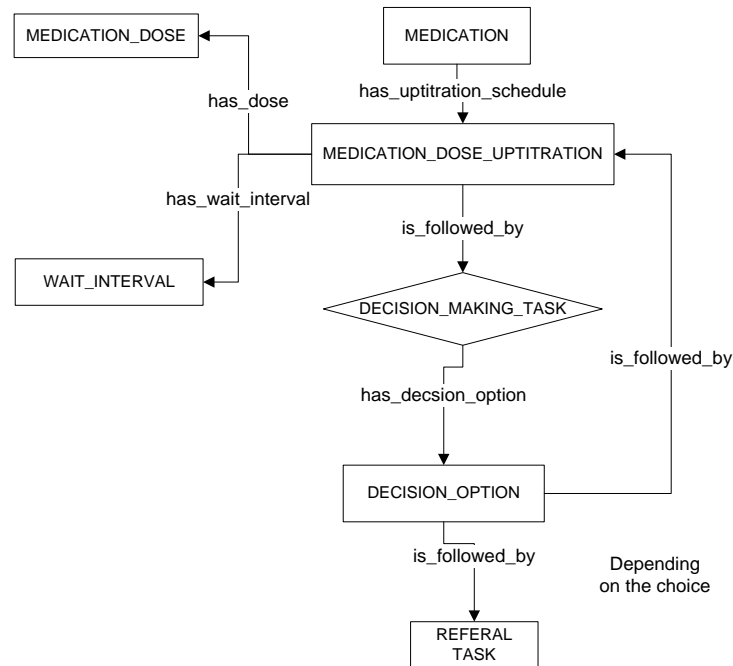 MEDICATION_DOSE
MEDICATION
has_uptitration_schedule
has_dose
MEDICATION_DOSE_UPTITRATION
has_wait_interval
is_followed_by
WAIT_INTERVAL
DECISION_MAKING_TASK
is_followed_by
has_decsion_option
DECISION_OPTION
is_followed_by
Depending
on the choice
REFERAL
TASK